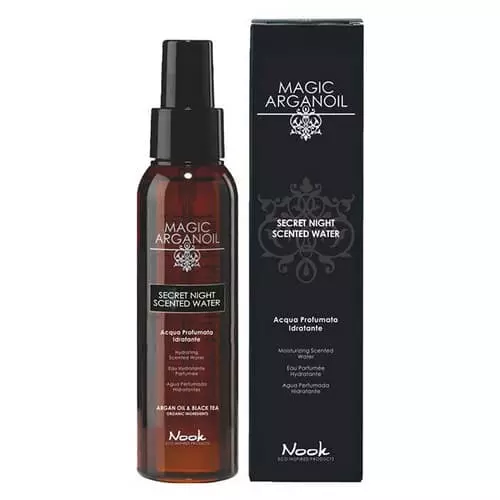 MAGIC
ARGANOIL
SECRET NIGHT
SCENTED WATER
Acqua Profumata
Idratante
Hydrating
Scented Water
Eau Hydratante
Parfumée
Agua Perfumada
Hidratantes
ARGAN OIL & BLACK TEA
ORGANIC INGREDIENTS
Nook
MAGIC
ARGANOIL
SECRET NIGHT
SCENTED WATER
Acqua Profumata
Idratante
Moisturizing Scented
Water
Eau Parfumée
Hydratante
Agua Perfumada
Hidratante
Nook
ECO INSPIRED PRODUCTS